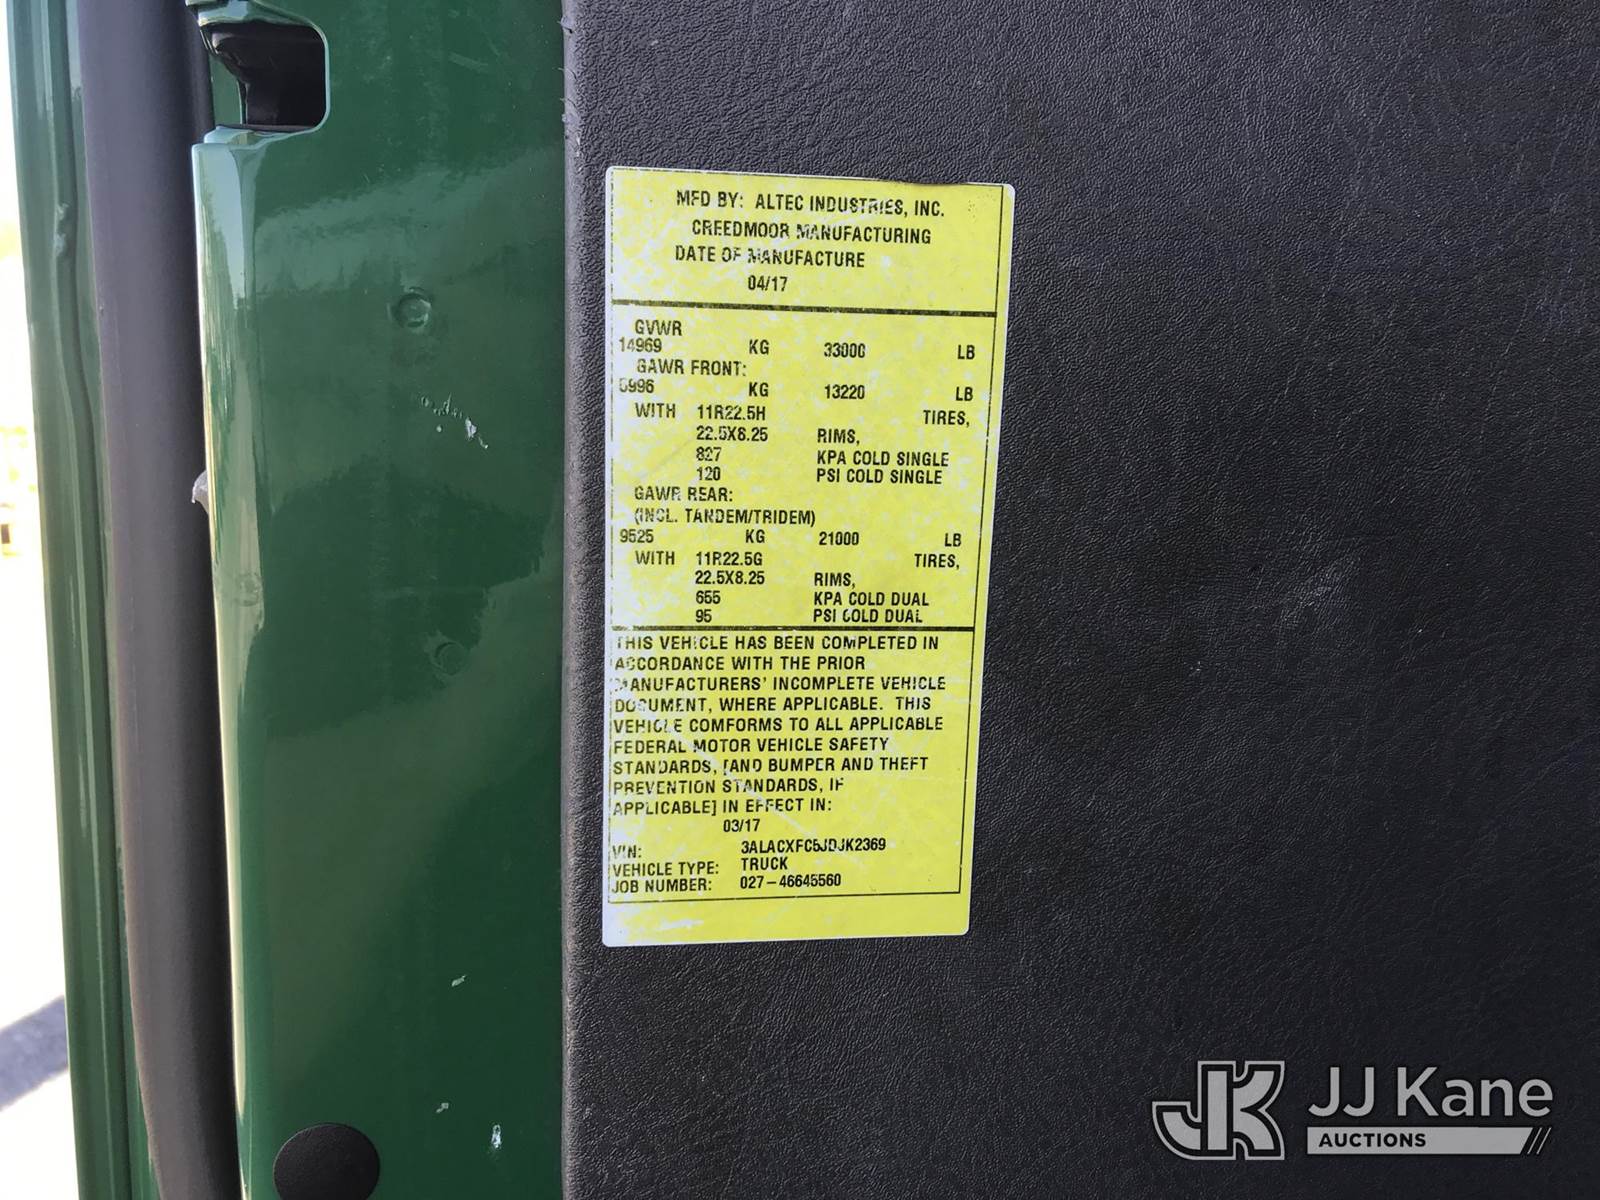 MFD BY: ALTEC INDUSTRIES, INC.
CREEDMOOR MANUFACTURING
DATE OF MANUFACTURE
04/17
GVWR
14969 KG 33000 LB
GAWR FRONT:
5996 KG 13220 LB
WITH 11R22.5H TIRES,
22.5X8.25 RIMS,
827 KPA COLD SINGLE
120 PSI COLD SINGLE
GAWR REAR:
(INCL. TANDEM/TRIDEM)
9525 KG 21000 LB
WITH 11R22.5G TIRES,
22.5X8.25 RIMS,
655 KPA COLD DUAL
95 PSI COLD DUAL
THIS VEHICLE HAS BEEN COMPLETED IN
ACCORDANCE WITH THE PRIOR
MANUFACTURERS' INCOMPLETE VEHICLE
DOCUMENT, WHERE APPLICABLE. THIS
VEHICLE COMFORMS TO ALL APPLICABLE
FEDERAL MOTOR VEHICLE SAFETY
STANDARDS, [AND BUMPER AND THEFT
PREVENTION STANDARDS, IF
APPLICABLE] IN EFFECT IN:
03/17
VIN: 3ALACXFC5JDJK2369
VEHICLE TYPE: TRUCK
JOB NUMBER: 027-46645560
JK JJ Kane
AUCTIONS